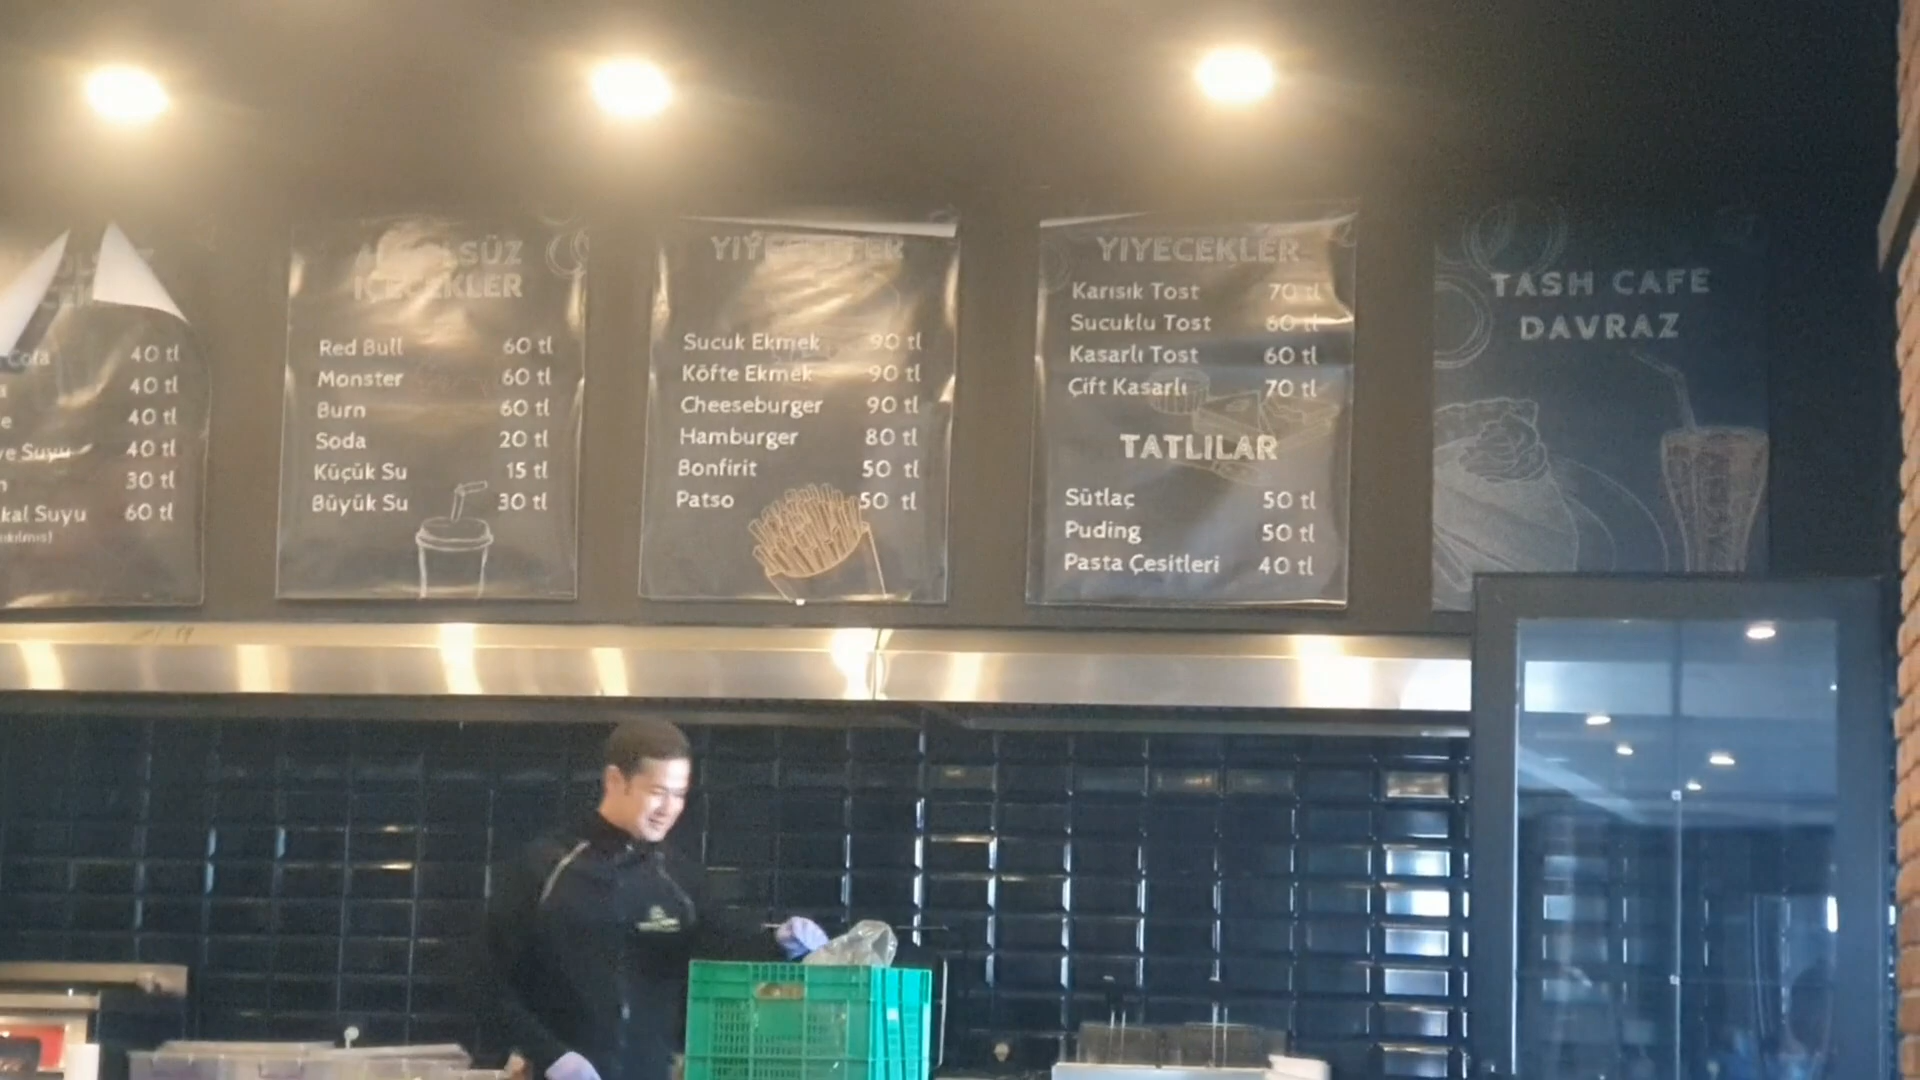 Cola 40 tl
40 tl
40 tl
Suyu 40 tl
30 tl
kal Suyu 60 tl
İÇECEKLER
Red Bull 60 tl
Monster 60 tl
Burn 60 tl
Soda 20 tl
Küçük Su 15 tl
Büyük Su 30 tl
Sucuk Ekmek 90 tl
Köfte Ekmek 90 tl
Cheeseburger 90 tl
Hamburger 80 tl
Bonfirit 50 tl
Patso 50 tl
YİYECEKLER
Karısık Tost 70 tl
Sucuklu Tost 60 tl
Kasarlı Tost 60 tl
Çift Kasarlı 70 tl
TATLILAR
Sütlaç 50 tl
Puding 50 tl
Pasta Çesitleri 40 tl
TASH CAFE
DAVRAZ